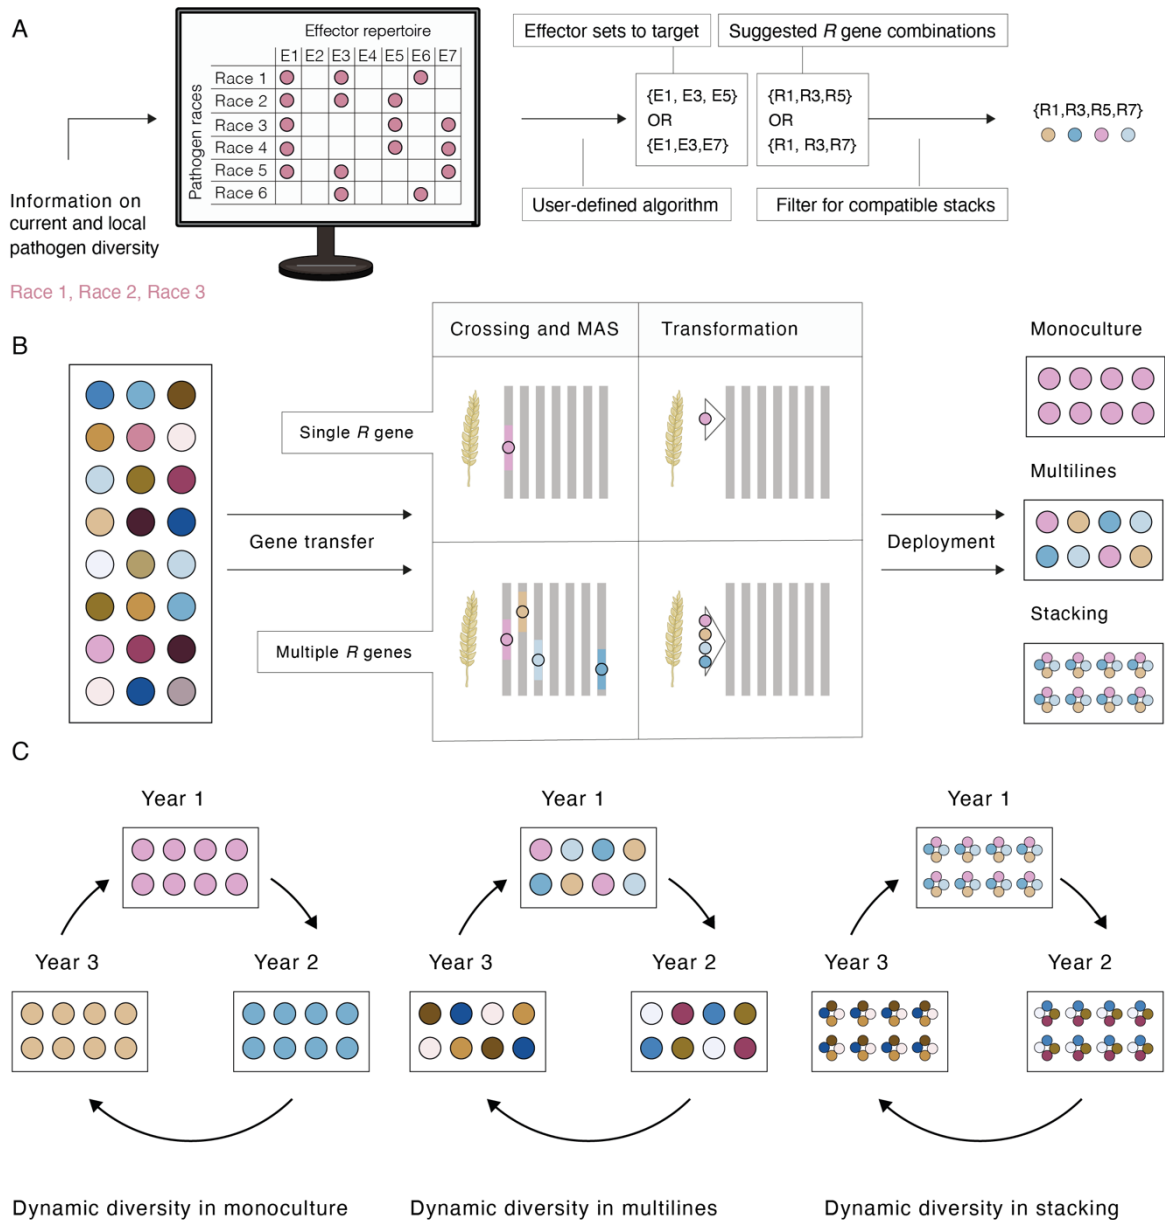 A
Effector repertoire
E1 E2 E3 E4 E5 E6 E7
Pathogen races
Race 1
Race 2
Race 3
Race 4
Race 5
Race 6
Information on
current and local
pathogen diversity
Race 1, Race 2, Race 3
Effector sets to target
Suggested R gene combinations
{E1, E3, E5}
OR
{E1,E3,E7}
{R1,R3,R5}
OR
{R1, R3,R7}
{R1,R3,R5,R7}
User-defined algorithm
Filter for compatible stacks
B
Crossing and MAS
Transformation
Single R gene
Gene transfer
Multiple R genes
Deployment
Monoculture
Multilines
Stacking
C
Year 1
Year 3
Year 2
Year 1
Year 3
Year 2
Year 1
Year 3
Year 2
Dynamic diversity in monoculture
Dynamic diversity in multilines
Dynamic diversity in stacking